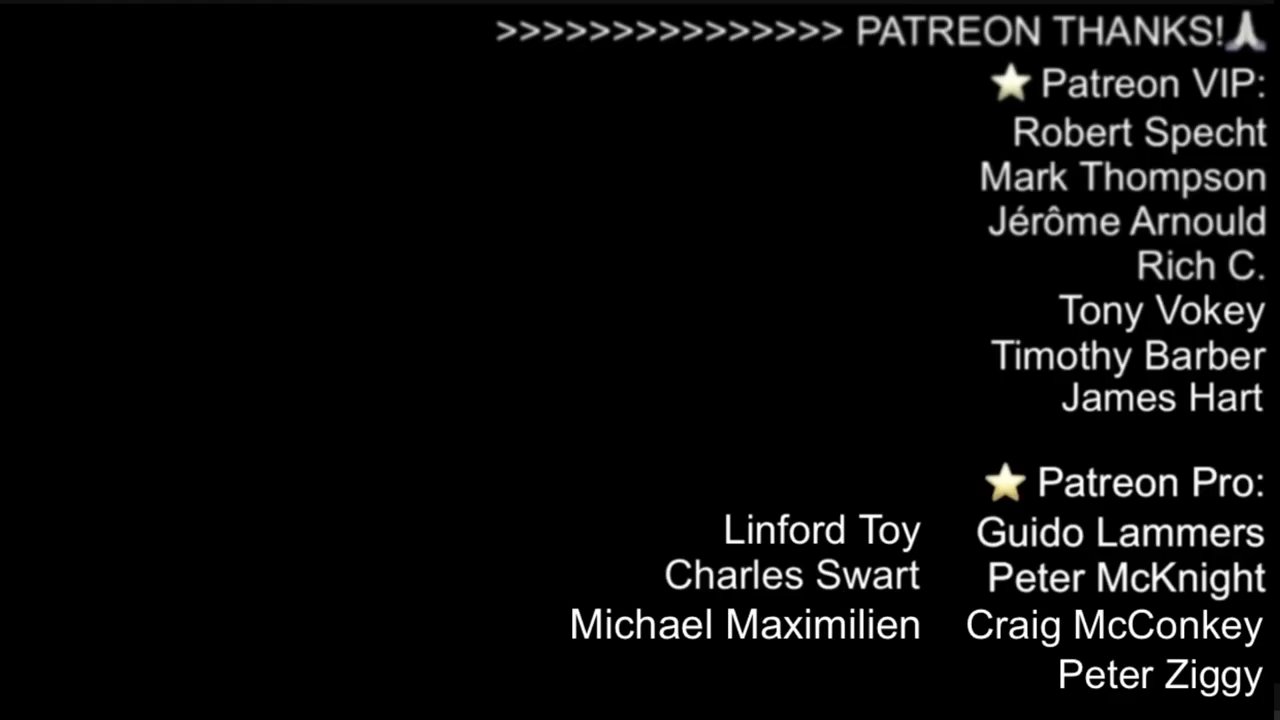 >>>>>>>>>>>>>>> PATREON THANKS!🙏
⭐ Patreon VIP:
Robert Specht
Mark Thompson
Jérôme Arnould
Rich C.
Tony Vokey
Timothy Barber
James Hart
⭐ Patreon Pro:
Linford Toy Guido Lammers
Charles Swart Peter McKnight
Michael Maximilien Craig McConkey
Peter Ziggy